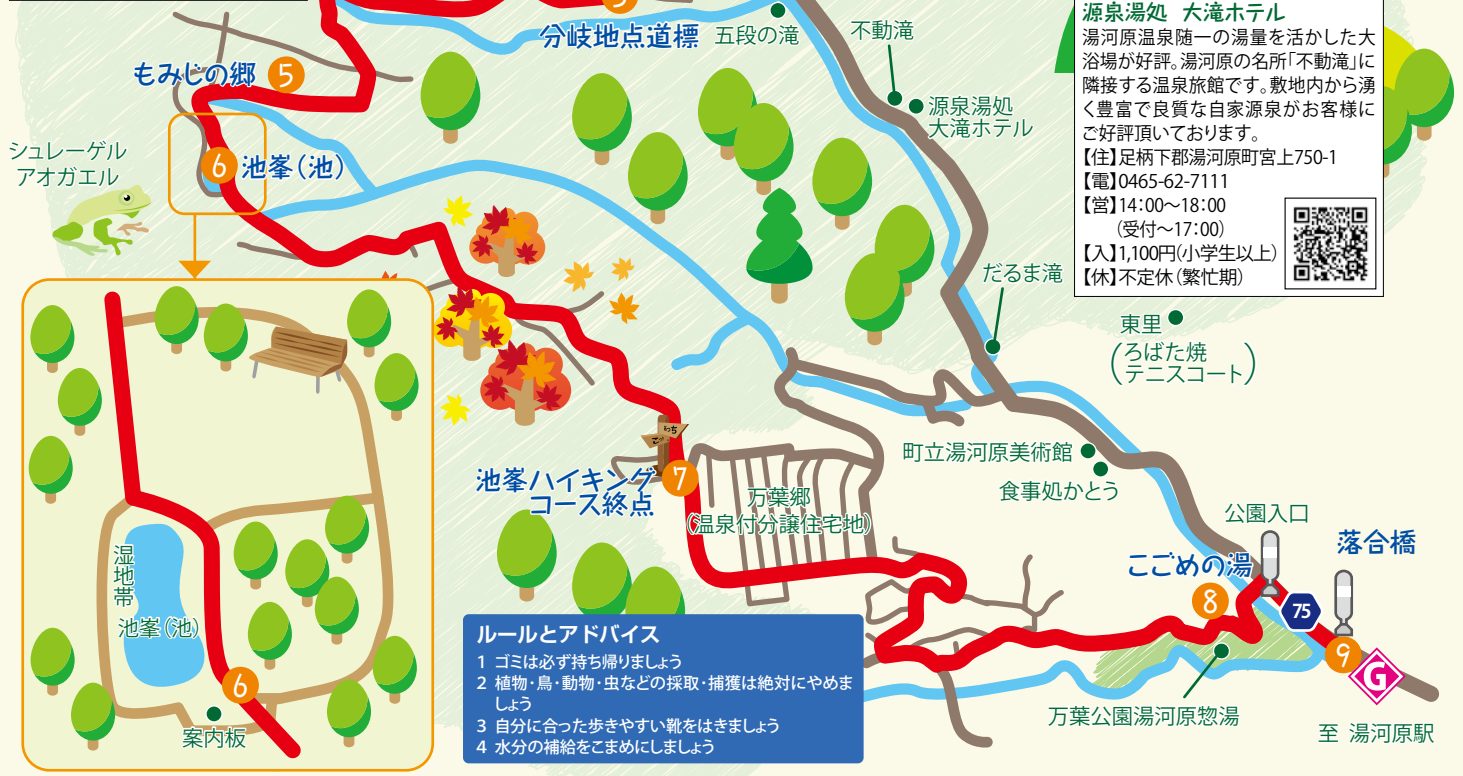 分岐地点道標
五段の滝
不動滝
もみじの郷
5
源泉湯処
大滝ホテル
シュレーゲル
アオガエル
6
池峯(池)
源泉湯処 大滝ホテル
湯河原温泉随一の湯量を活かした大
浴場が好評。湯河原の名所「不動滝」に
隣接する温泉旅館です。敷地内から湧
く豊富で良質な自家源泉がお客様に
ご好評頂いております。
【住】足柄下郡湯河原町宮上750-1
【電】0465-62-7111
【営】14:00〜18:00
(受付〜17:00)
【入】1,100円(小学生以上)
【休】不定休(繁忙期)
だるま滝
東里
(ろばた焼
テニスコート)
町立湯河原美術館
食事処かとう
池峯ハイキング
コース終点
7
万葉郷
(温泉付分譲住宅地)
公園入口
落合橋
こごめの湯
8
75
9
G
万葉公園湯河原惣湯
至 湯河原駅
湿地帯
池峯(池)
6
案内板
ルールとアドバイス
1 ゴミは必ず持ち帰りましょう
2 植物・鳥・動物・虫などの採取・捕獲は絶対にやめま
しょう
3 自分に合った歩きやすい靴をはきましょう
4 水分の補給をこまめにしましょう